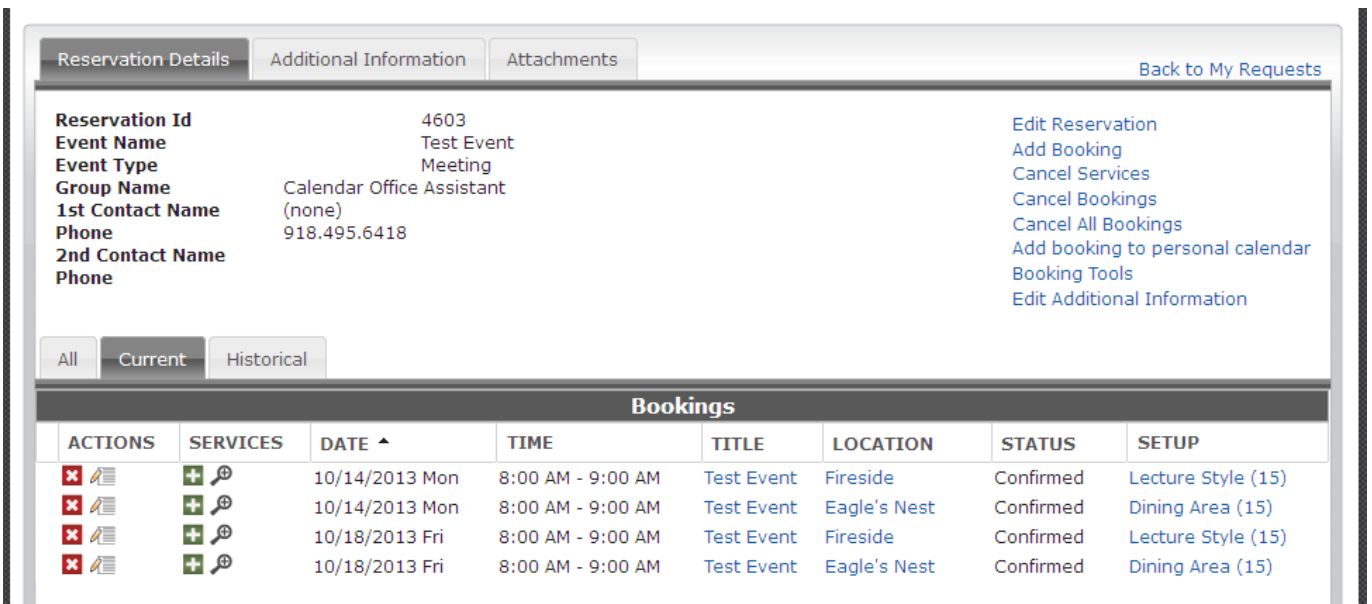 Reservation Details Additional Information Attachments Back to My Requests
Reservation Id 4603
Event Name Test Event
Event Type Meeting
Group Name Calendar Office Assistant
1st Contact Name (none)
Phone 918.495.6418
2nd Contact Name
Phone
Edit Reservation
Add Booking
Cancel Services
Cancel Bookings
Cancel All Bookings
Add booking to personal calendar
Booking Tools
Edit Additional Information
All Current Historical
Bookings
ACTIONS SERVICES DATE TIME TITLE LOCATION STATUS SETUP
10/14/2013 Mon 8:00 AM - 9:00 AM Test Event Fireside Confirmed Lecture Style (15)
10/14/2013 Mon 8:00 AM - 9:00 AM Test Event Eagle's Nest Confirmed Dining Area (15)
10/18/2013 Fri 8:00 AM - 9:00 AM Test Event Fireside Confirmed Lecture Style (15)
10/18/2013 Fri 8:00 AM - 9:00 AM Test Event Eagle's Nest Confirmed Dining Area (15)